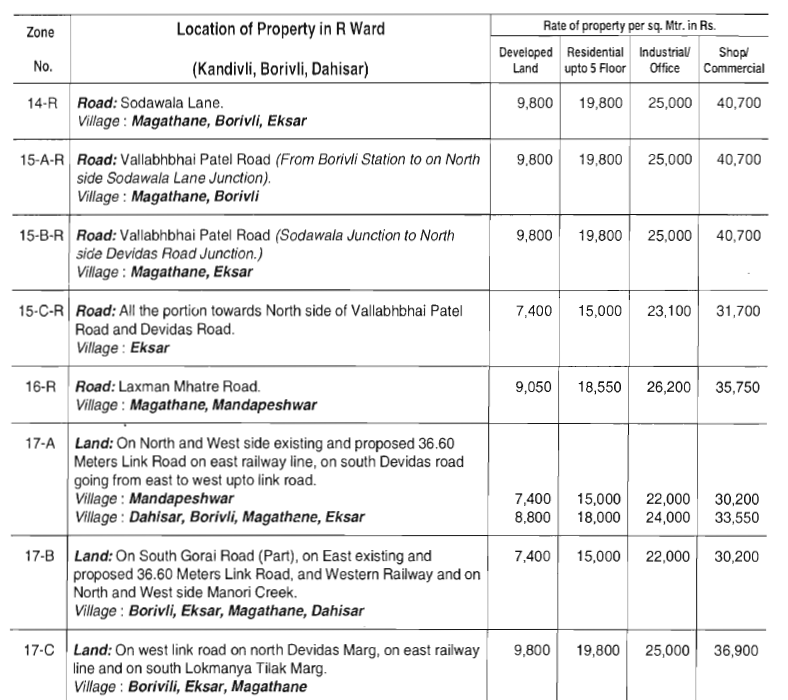 Zone No. Location of Property in R Ward (Kandivli, Borivli, Dahisar) Rate of property per sq. Mtr. in Rs.
Developed Land Residential upto 5 Floor Industrial/ Office Shop/ Commercial
14-R Road: Sodawala Lane. 9,800 19,800 25,000 40,700
Village : Magathane, Borivli, Eksar
15-A-R Road: Vallabhbhai Patel Road (From Borivli Station to on North 9,800 19,800 25,000 40,700
side Sodawala Lane Junction).
Village : Magathane, Borivli
15-B-R Road: Vallabhbhai Patel Road (Sodawala Junction to North 9,800 19,800 25,000 40,700
side Devidas Road Junction.)
Village : Magathane, Eksar
15-C-R Road: All the portion towards North side of Vallabhbhai Patel 7,400 15,000 23,100 31,700
Road and Devidas Road.
Village : Eksar
16-R Road: Laxman Mhatre Road. 9,050 18,550 26,200 35,750
Village : Magathane, Mandapeshwar
17-A Land: On North and West side existing and proposed 36.60
Meters Link Road on east railway line, on south Devidas road
going from east to west upto link road.
Village : Mandapeshwar 7,400 15,000 22,000 30,200
Village : Dahisar, Borivli, Magathane, Eksar 8,800 18,000 24,000 33,550
17-B Land: On South Gorai Road (Part), on East existing and 7,400 15,000 22,000 30,200
proposed 36.60 Meters Link Road, and Western Railway and on
North and West side Manori Creek.
Village : Borivli, Eksar, Magathane, Dahisar
17-C Land: On west link road on north Devidas Marg, on east railway 9,800 19,800 25,000 36,900
line and on south Lokmanya Tilak Marg.
Village : Borivili, Eksar, Magathane